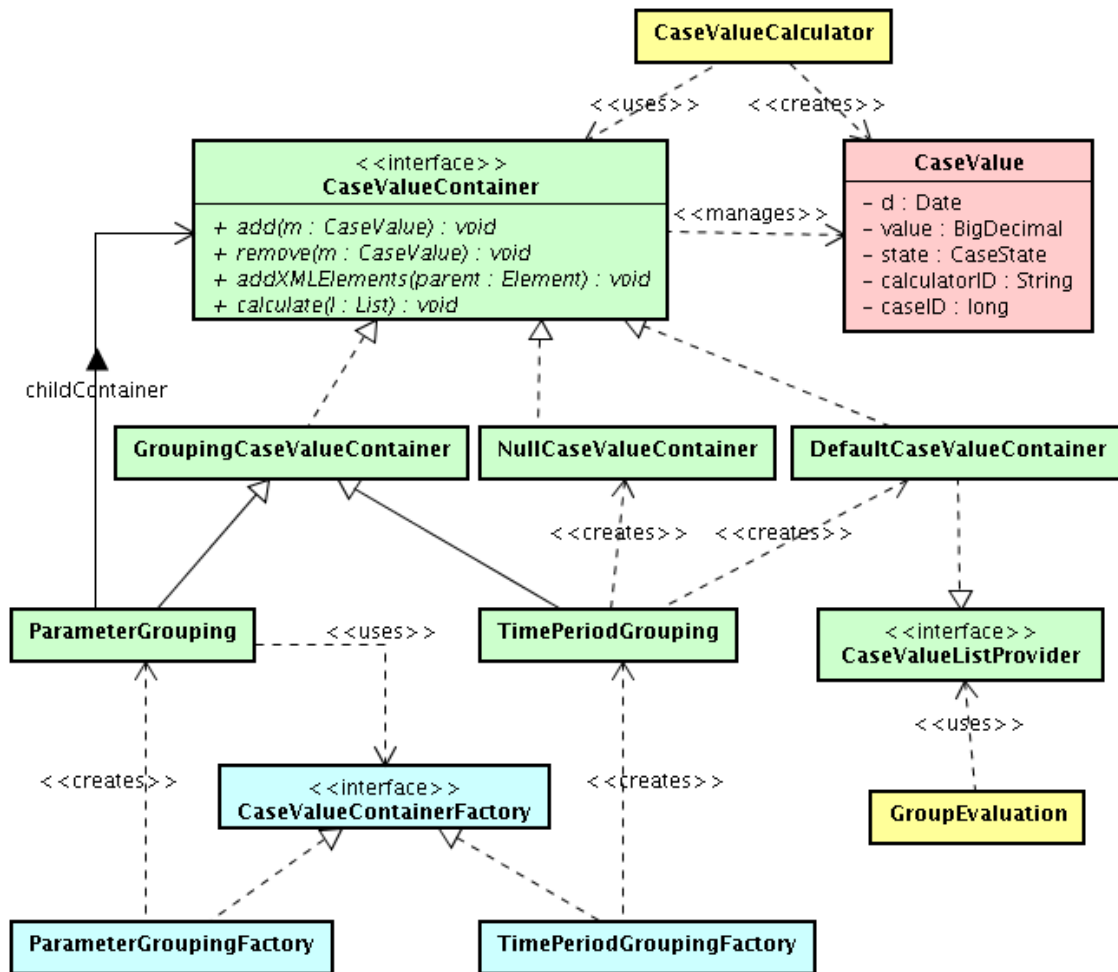 CaseValueCalculator
<<uses>>
<<creates>>
<<interface>>
CaseValueContainer
+ add(m : CaseValue) : void
+ remove(m : CaseValue) : void
+ addXMLElements(parent : Element) : void
+ calculate(l : List) : void
<<manages>>
CaseValue
- d : Date
- value : BigDecimal
- state : CaseState
- calculatorID : String
- caseID : long
childContainer
GroupingCaseValueContainer
NullCaseValueContainer
DefaultCaseValueContainer
<<creates>>
<<creates>>
ParameterGrouping
<<uses>>
TimePeriodGrouping
<<interface>>
CaseValueListProvider
<<uses>>
<<creates>>
<<interface>>
CaseValueContainerFactory
<<creates>>
GroupEvaluation
ParameterGroupingFactory
TimePeriodGroupingFactory